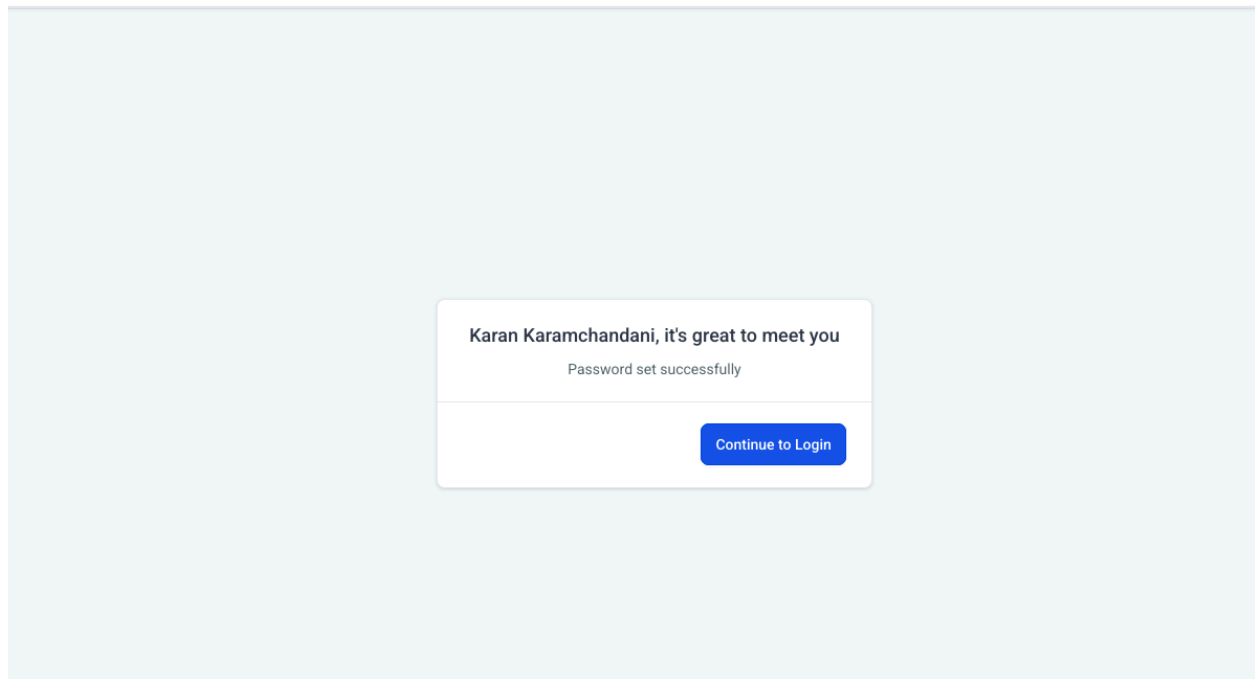 Karan Karamchandani, it's great to meet you
Password set successfully
Continue to Login